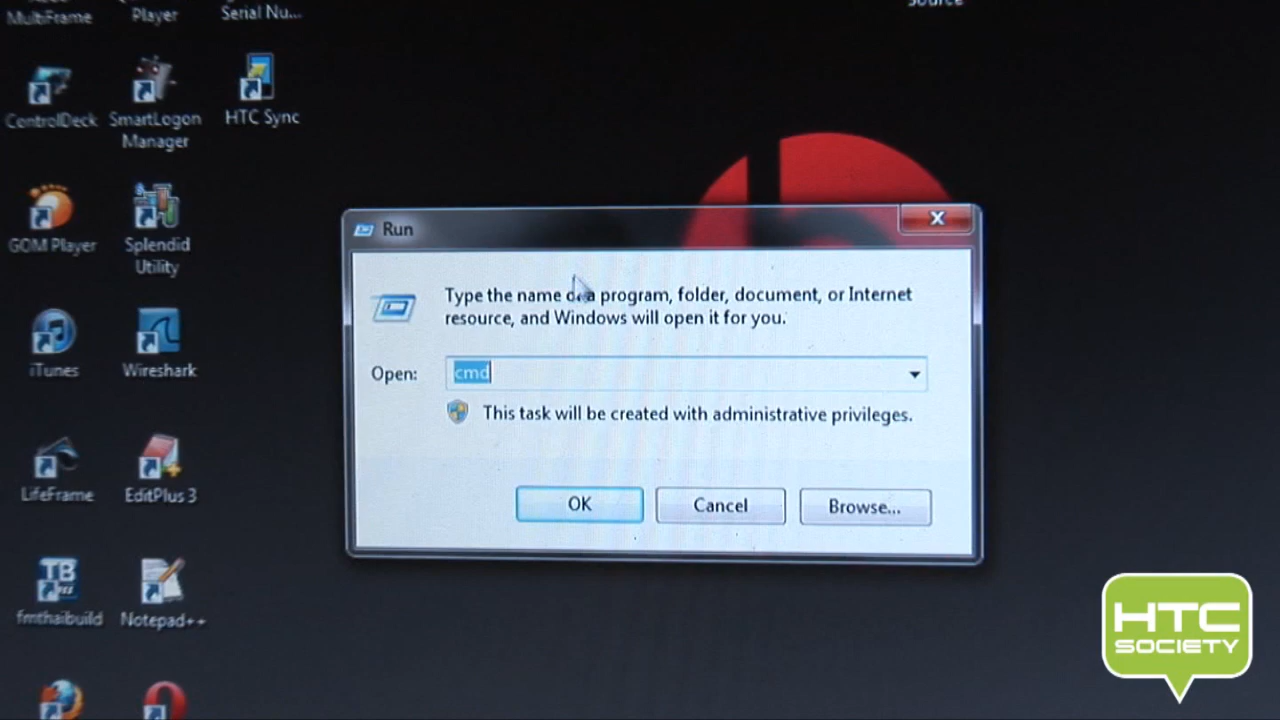 MultiFrame
Player
Serial Nu...
Source
ControlDeck
SmartLogon
Manager
HTC Sync
GOM Player
Splendid
Utility
iTunes
Wireshark
LifeFrame
EditPlus 3
TB
fmthaibuild
Notepad++
Run
Type the name of a program, folder, document, or Internet
resource, and Windows will open it for you.
Open:
cmd
This task will be created with administrative privileges.
OK
Cancel
Browse...
HTC
SOCIETY